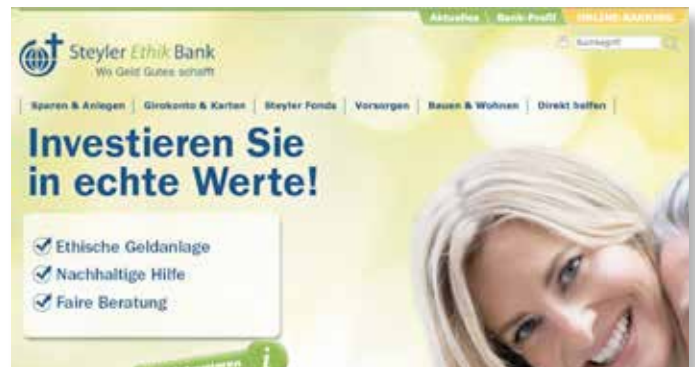 Aktuelles Bank-Profil ONLINE-BANKING
Suchbegriff
Steyler Ethik Bank
Wo Geld Gutes schafft
Sparen & Anlegen Girokonto & Karten Steyler Fonds Vorsorgen Bauen & Wohnen Direkt helfen
Investieren Sie
in echte Werte!
Ethische Geldanlage
Nachhaltige Hilfe
Faire Beratung
i